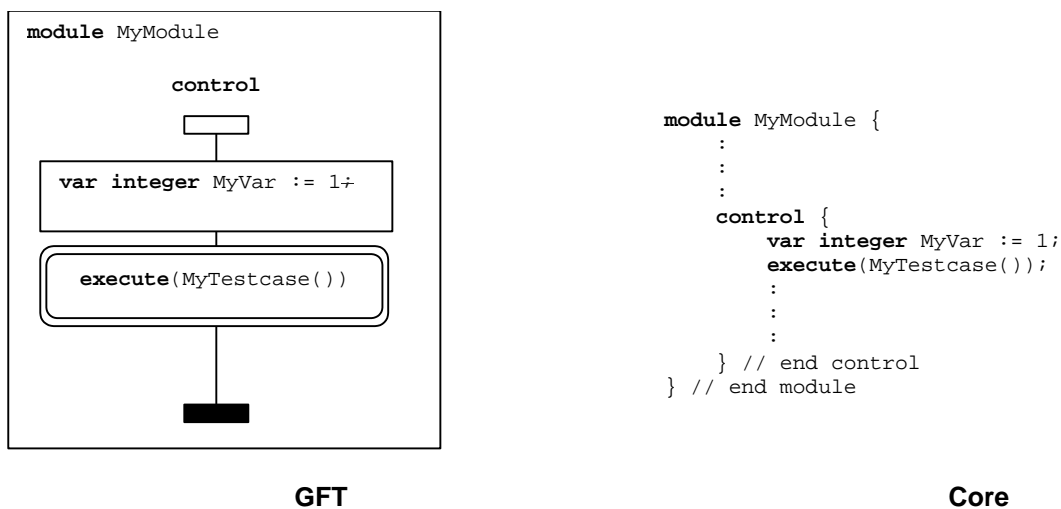 module MyModule
control
var integer MyVar := 1;
execute(MyTestcase())
module MyModule {
:
:
:
control {
var integer MyVar := 1;
execute(MyTestcase());
:
:
:
} // end control
} // end module
GFT
Core